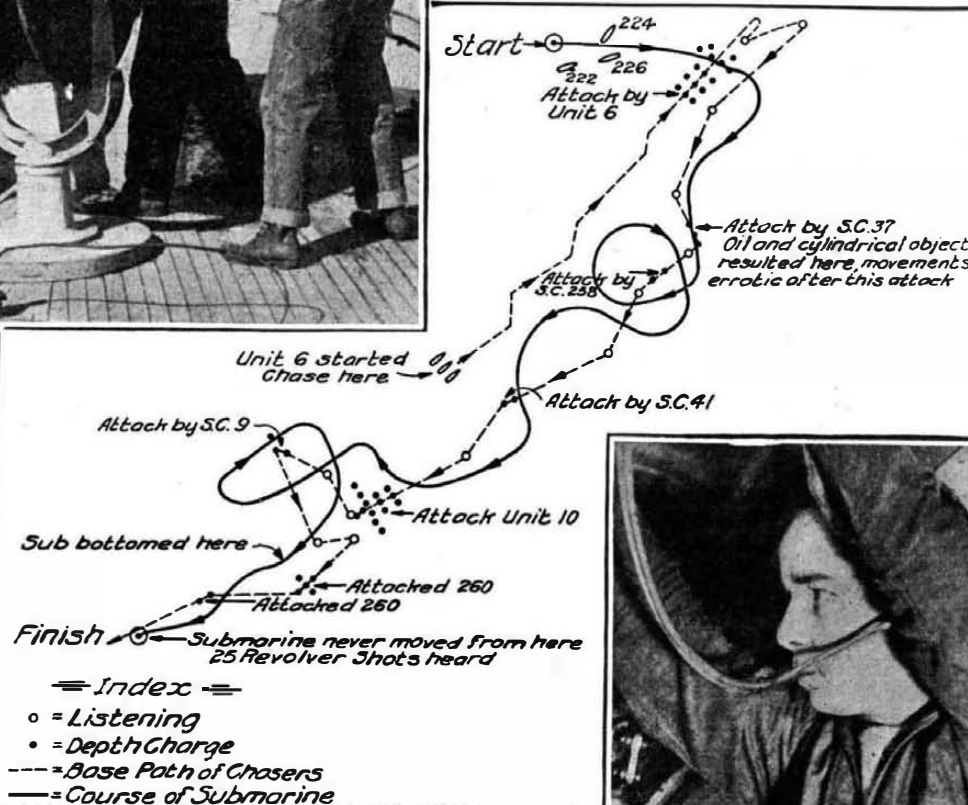 224
Start
226
222
Attack by
Unit 6
Attack by S.C.37
Oil and cylindrical object
resulted here, movements
errotic after this attack
Attack by
S.C.258
Unit 6 started
Chase here
Attack by S.C.41
Attack by S.C.9
Attack Unit 10
Sub bottomed here
Attacked 260
Attacked 260
Finish
Submarine never moved from here
25 Revolver Shots heard
Index
= Listening
= Depth Charge
= Base Path of Chasers
= Course of Submarine